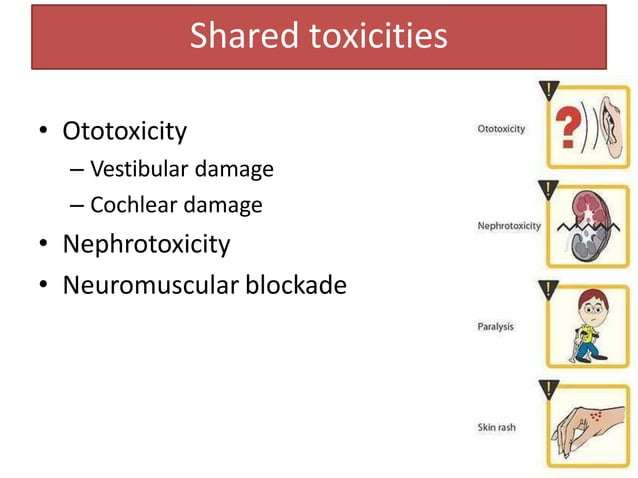 Shared toxicities
• Ototoxicity
– Vestibular damage
– Cochlear damage
• Nephrotoxicity
• Neuromuscular blockade
Ototoxicity
!
?
Nephrotoxicity
!
Paralysis
!
Skin rash
!